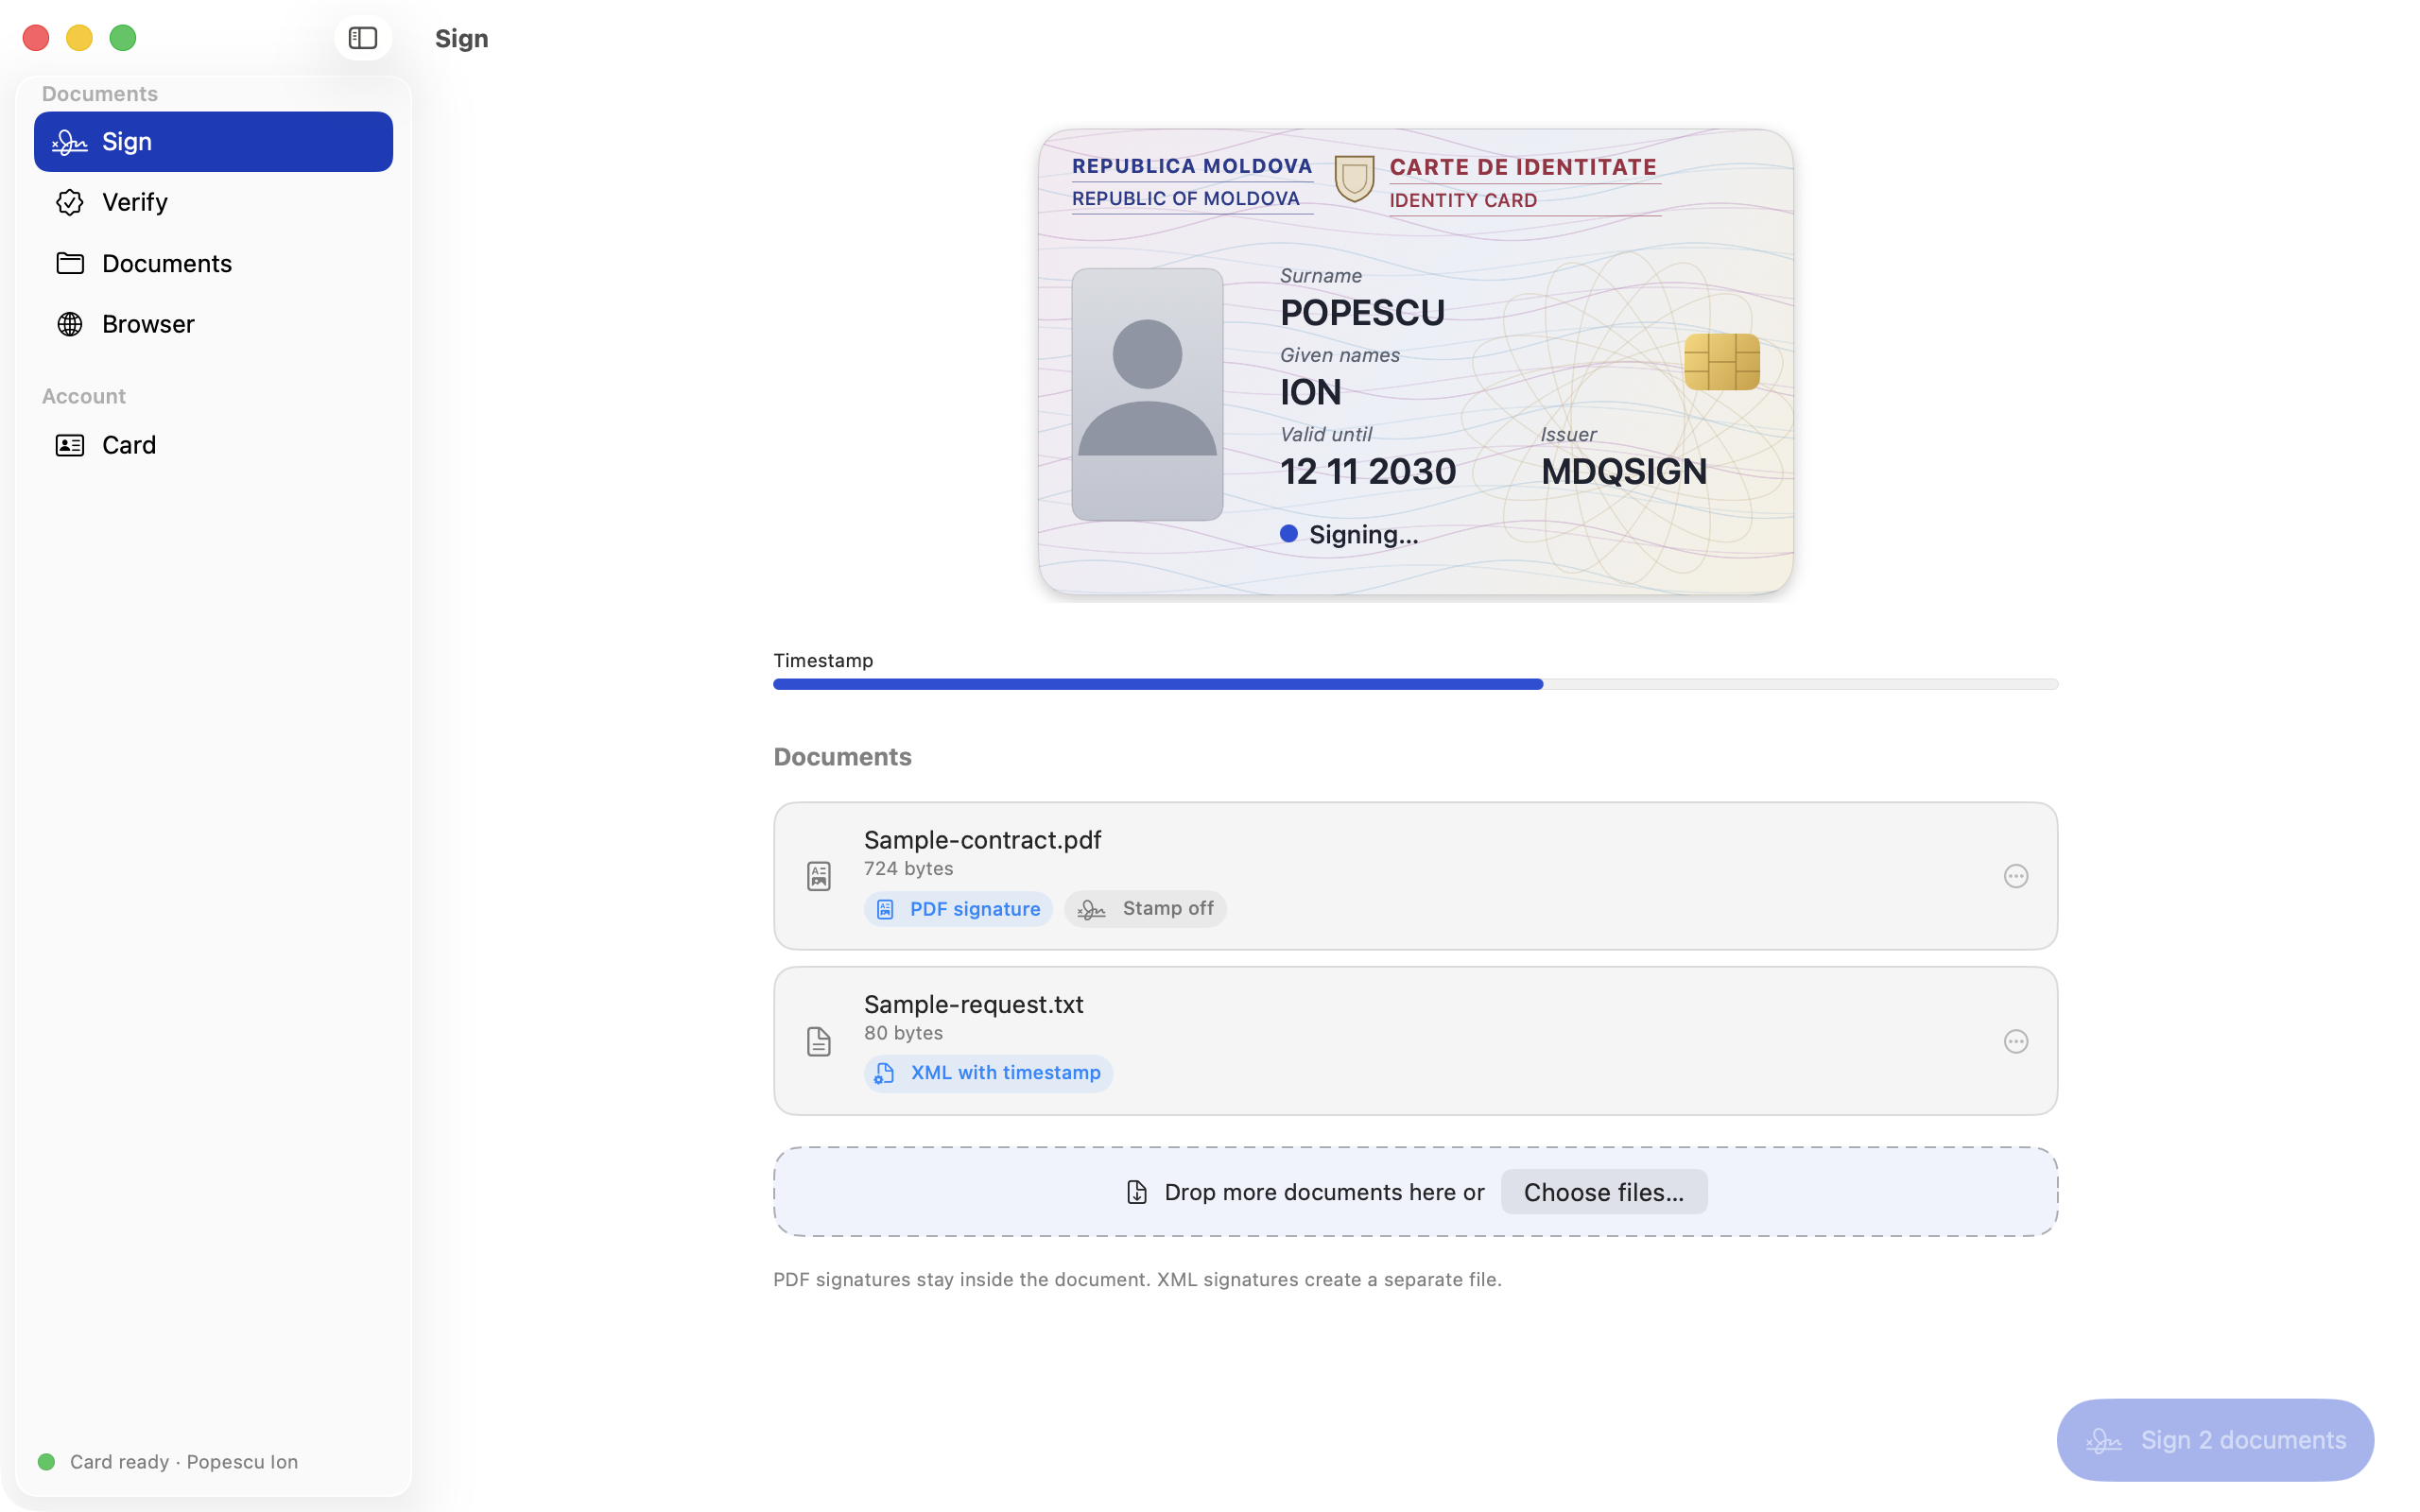 Sign
Documents
Sign
Verify
Documents
Browser
Account
Card
Card ready · Popescu Ion
REPUBLICA MOLDOVA
REPUBLIC OF MOLDOVA
CARTE DE IDENTITATE
IDENTITY CARD
Surname
POPESCU
Given names
ION
Valid until
12 11 2030
Issuer
MDQSIGN
Signing...
Timestamp
Documents
Sample-contract.pdf
724 bytes
PDF signature
Stamp off
Sample-request.txt
80 bytes
XML with timestamp
Drop more documents here or
Choose files...
PDF signatures stay inside the document. XML signatures create a separate file.
Sign 2 documents